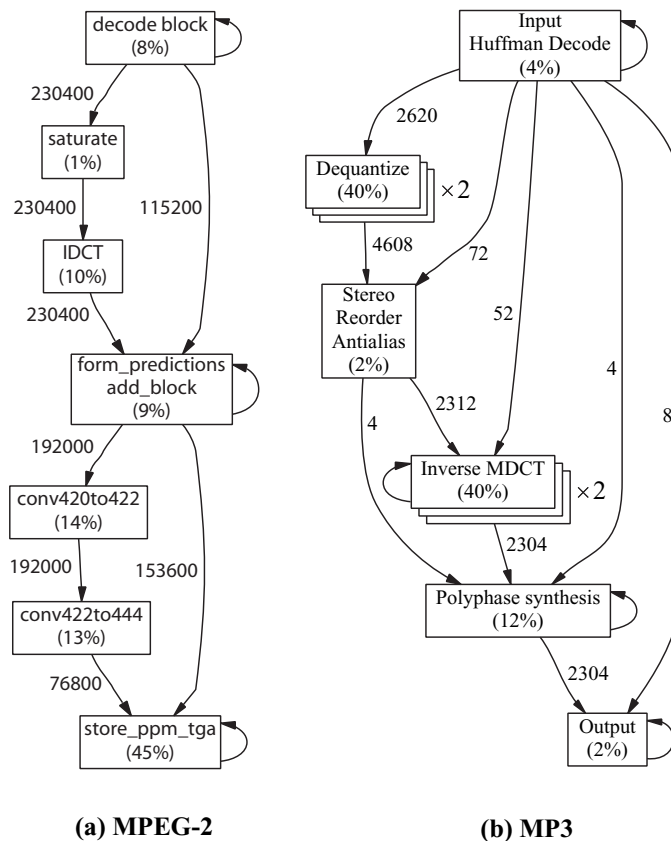 decode block
(8%)
230400
saturate
(1%)
230400
115200
IDCT
(10%)
230400
form_predictions
add_block
(9%)
192000
conv420to422
(14%)
192000
153600
conv422to444
(13%)
76800
store_ppm_tga
(45%)
(a) MPEG-2
Input
Huffman Decode
(4%)
2620
Dequantize
(40%)
×2
4608
72
Stereo
Reorder
Antialias
(2%)
52
4
8
4
2312
Inverse MDCT
(40%)
×2
2304
Polyphase synthesis
(12%)
2304
Output
(2%)
(b) MP3